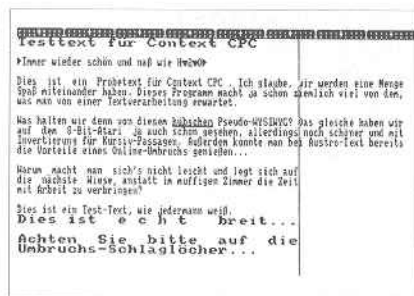 Testtext für Context CPC
Immer wieder schön und naß wie H₂O
Dies ist ein Probetext für Context CPC . Ich glaube, wir werden eine Menge
Spaß miteinander haben. Dieses Programm macht ja schon ziemlich viel von dem,
was man von einer Textverarbeitung erwartet.
Was halten wir denn von diesem hübschen Pseudo-WYSIWYG? Das gleiche haben wir
auf dem 8-Bit-Atari ja auch schon gesehen, allerdings noch schöner und mit
Invertierung für Kursiv-Passagen. Außerdem konnte man bei Austro-Text bereits
die Vorteile eines Online-Umbruchs genießen...
Warum macht man sich's nicht leicht und legt sich auf
die nächste Wiese, anstatt im muffigen Zimmer die Zeit
mit Arbeit zu verbringen?
Dies ist ein Test-Text, wie jedermann weiß.
Dies ist e c h t breit...
Achten Sie bitte auf die
Umbruchs-Schlaglöcher...